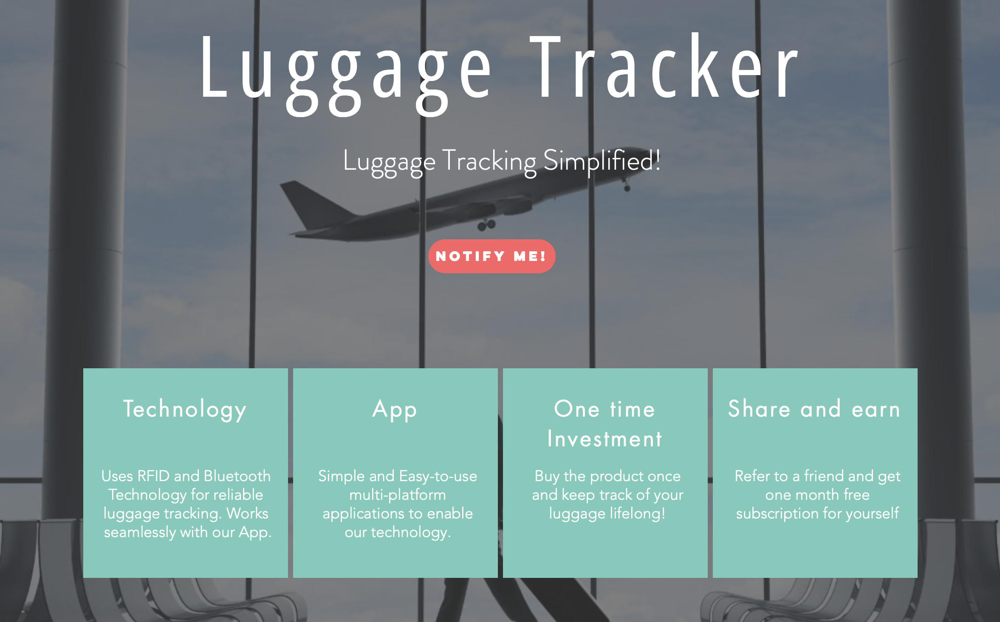 Luggage Tracker
Luggage Tracking Simplified!
NOTIFY ME!
Technology
Uses RFID and Bluetooth
Technology for reliable
luggage tracking. Works
seamlessly with our App.
App
Simple and Easy-to-use
multi-platform
applications to enable
our technology.
One time
Investment
Buy the product once
and keep track of your
luggage lifelong!
Share and earn
Refer to a friend and get
one month free
subscription for yourself